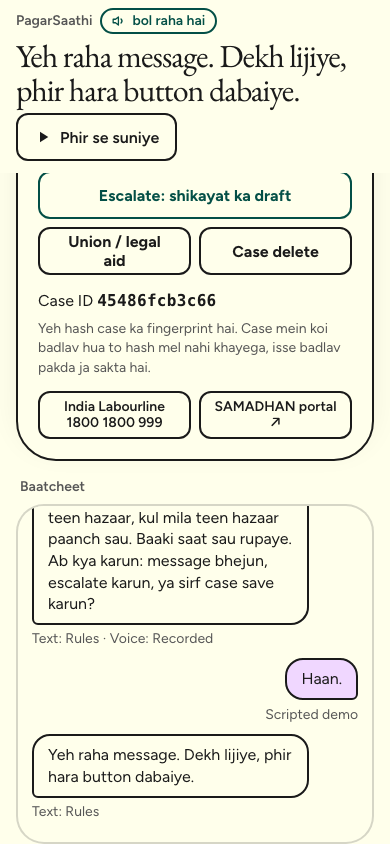 PagarSaathi
bol raha hai
Yeh raha message. Dekh lijiye,
phir hara button dabaiye.
Phir se suniye
Escalate: shikayat ka draft
Union / legal
aid
Case delete
Case ID 45486fcb3c66
Yeh hash case ka fingerprint hai. Case mein koi
badlav hua to hash mel nahi khayega, isse badlav
pakda ja sakta hai.
India Labourline
1800 1800 999
SAMADHAN portal
↗
Baatcheet
teen hazaar, kul mila teen hazaar
paanch sau. Baaki saat sau rupaye.
Ab kya karun: message bhejun,
escalate karun, ya sirf case save
karun?
Text: Rules · Voice: Recorded
Haan.
Scripted demo
Yeh raha message. Dekh lijiye, phir
hara button dabaiye.
Text: Rules